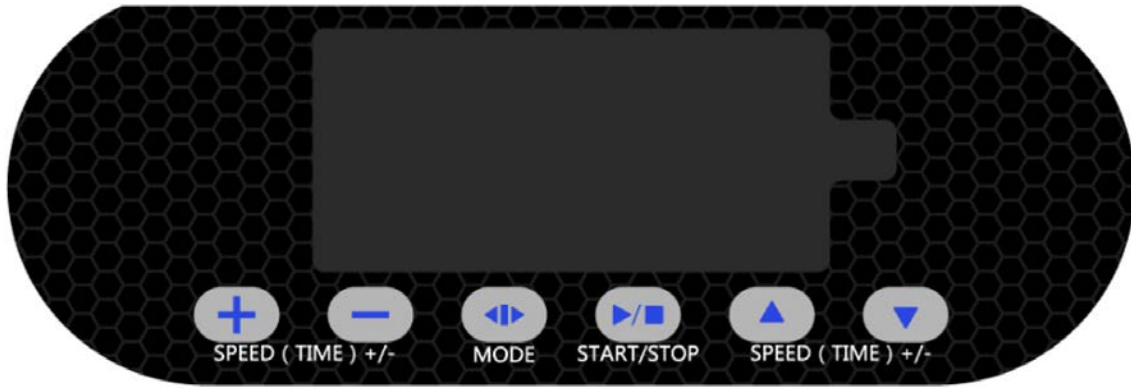 SPEED ( TIME ) +/-
MODE
START/STOP
SPEED ( TIME ) +/-